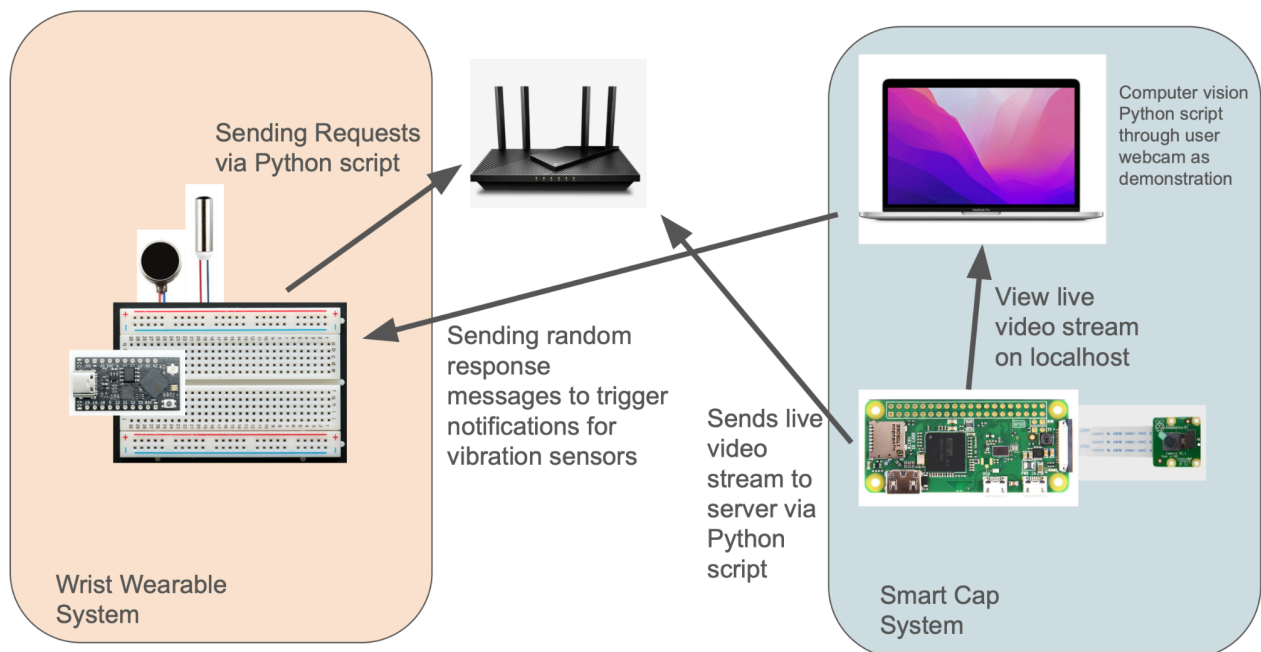 Sending Requests
via Python script
Computer vision
Python script
through user
webcam as
demonstration
View live
video stream
on localhost
Sending random
response
messages to trigger
notifications for
vibration sensors
Sends live
video
stream to
server via
Python
script
Wrist Wearable
System
Smart Cap
System